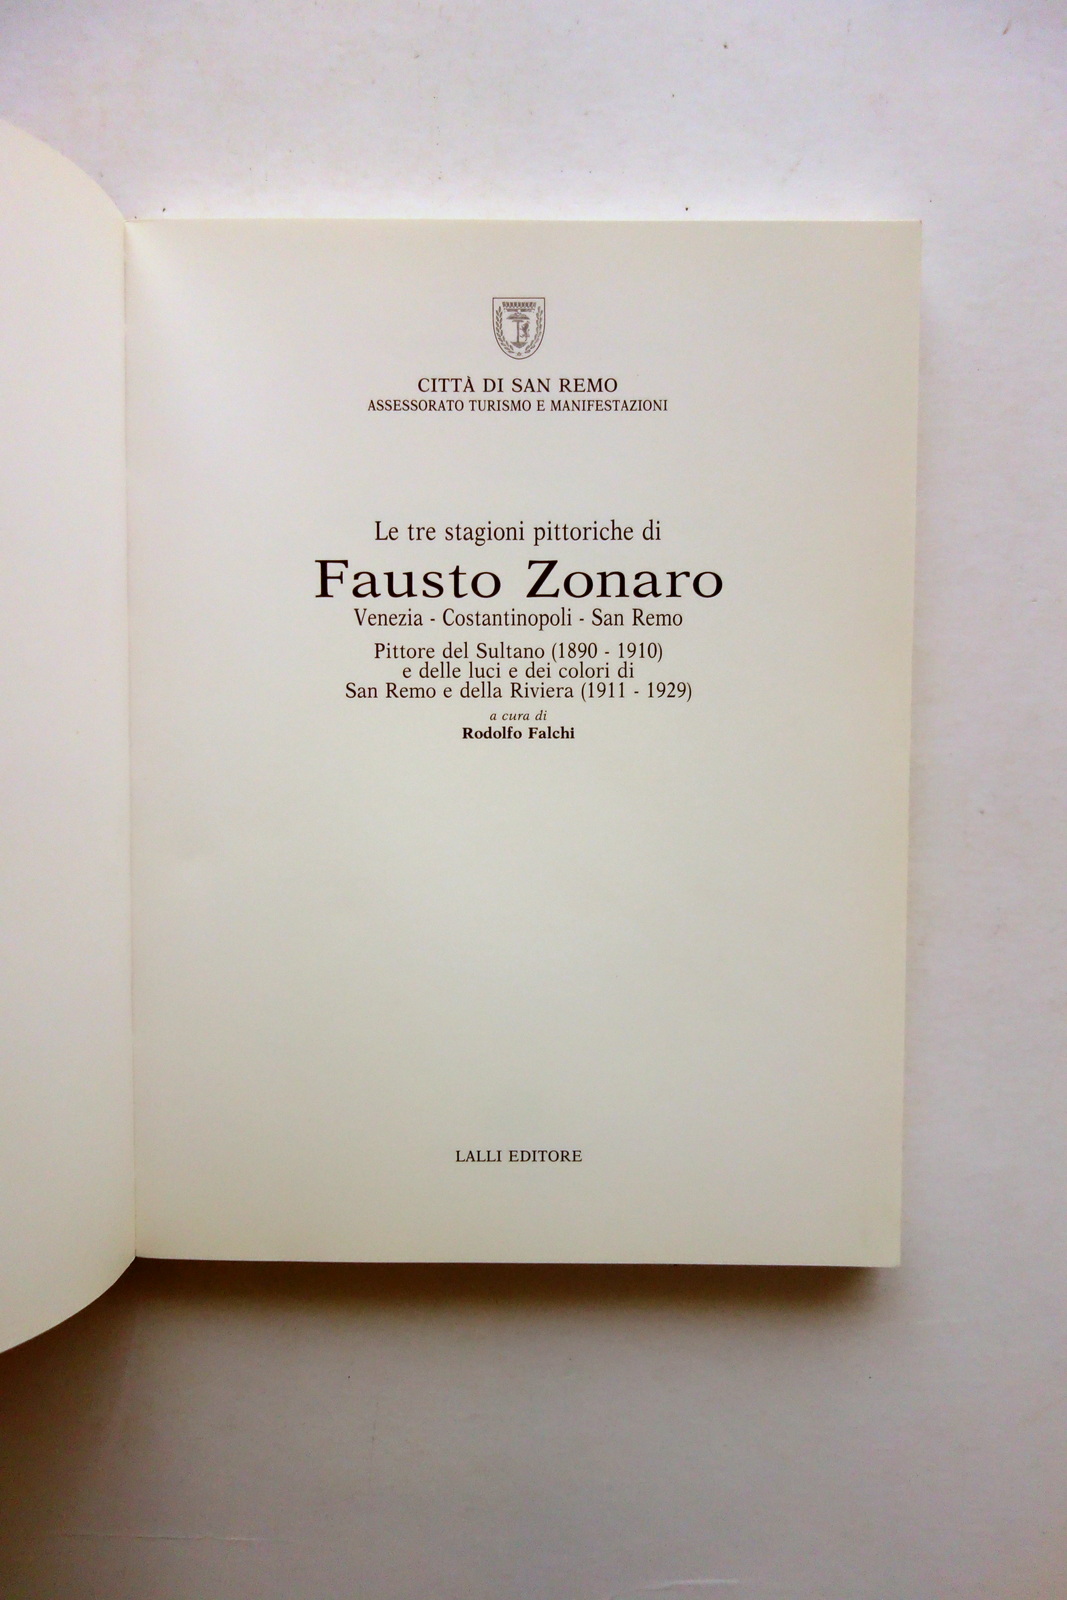 CITTÀ DI SAN REMO
ASSESSORATO TURISMO E MANIFESTAZIONI
Le tre stagioni pittoriche di
Fausto Zonaro
Venezia - Costantinopoli - San Remo
Pittore del Sultano (1890 - 1910)
e delle luci e dei colori di
San Remo e della Riviera (1911 - 1929)
a cura di
Rodolfo Falchi
LALLI EDITORE